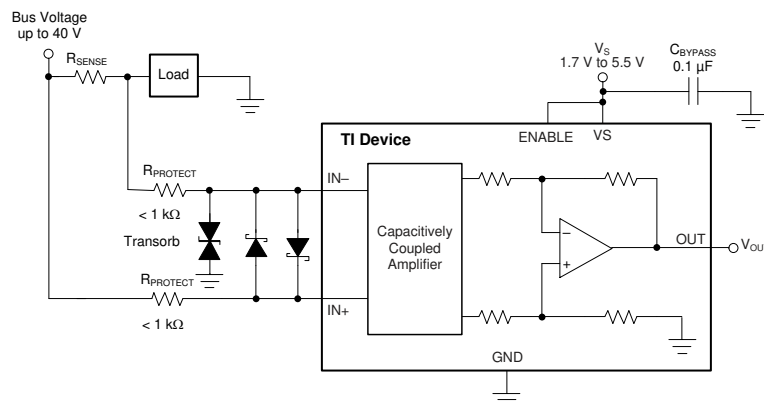 Bus Voltage
up to 40 V
RSENSE
Load
VS
1.7 V to 5.5 V
CBYPASS
0.1 µF
ENABLE
VS
TI Device
RPROTECT
< 1 kΩ
IN–
Transorb
Capacitively
Coupled
Amplifier
–
+
OUT
VOU
RPROTECT
< 1 kΩ
IN+
GND